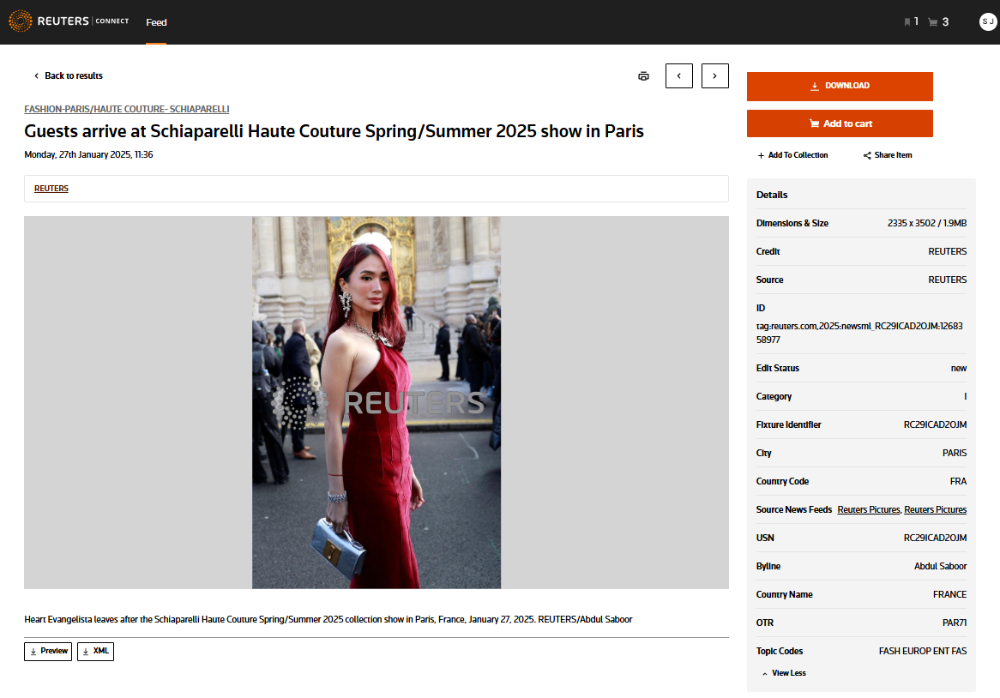 REUTERS CONNECT
Feed
1
3
S J
Back to results
FASHION-PARIS/HAUTE COUTURE- SCHIAPARELLI
Guests arrive at Schiaparelli Haute Couture Spring/Summer 2025 show in Paris
Monday, 27th January 2025, 11:36
REUTERS
REUTERS
Heart Evangelista leaves after the Schiaparelli Haute Couture Spring/Summer 2025 collection show in Paris, France, January 27, 2025. REUTERS/Abdul Saboor
Preview
XML
DOWNLOAD
Add to cart
Add To Collection
Share Item
Details
Dimensions & Size 2335 x 3502 / 1.9MB
Credit REUTERS
Source REUTERS
ID
tag:reuters.com,2025:newsml_RC29ICAD2OJM:12683
58977
Edit Status new
Category I
Fixture Identifier RC29ICAD2OJM
City PARIS
Country Code FRA
Source News Feeds Reuters Pictures, Reuters Pictures
USN RC29ICAD2OJM
Byline Abdul Saboor
Country Name FRANCE
OTR PAR71
Topic Codes FASH EUROP ENT FAS
View Less